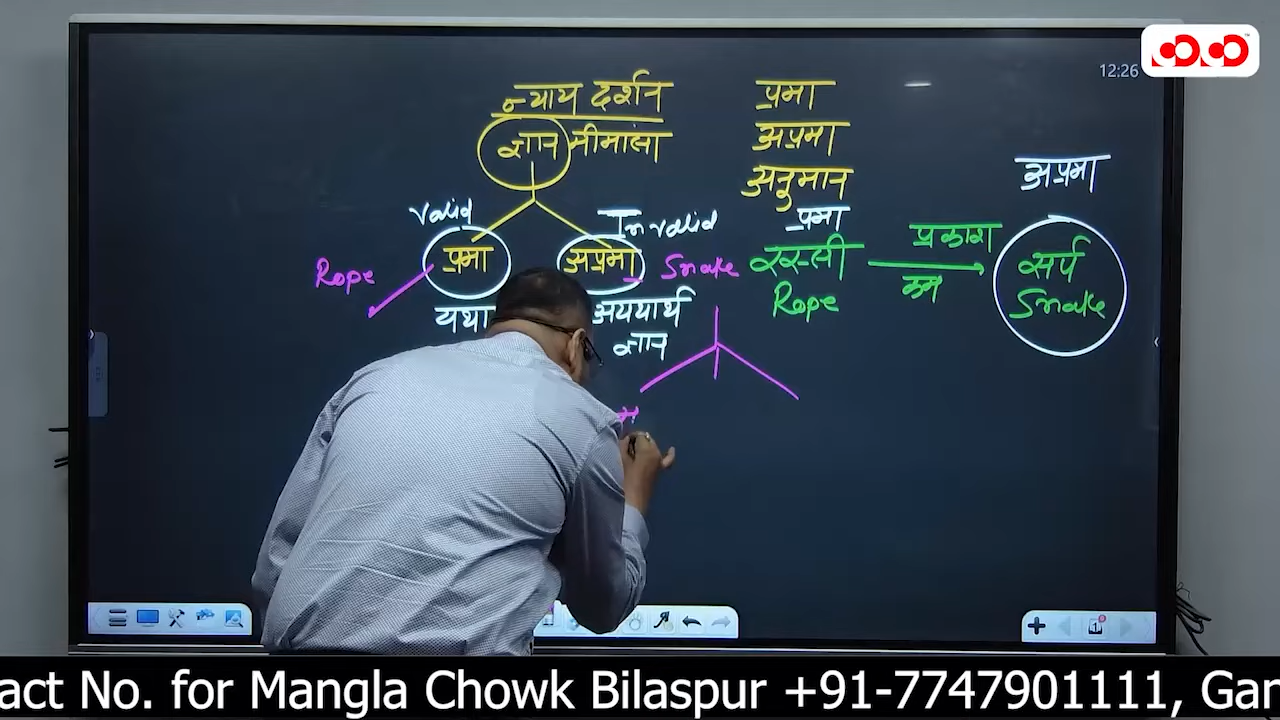 12:26
न्याय दर्शन
ज्ञान मीमांसा
Valid
Invalid
Rope
प्रमा
अप्रमा
Snake
यथा
अयथार्थ
ज्ञान
प्रमा
अप्रमा
अनुमान
प्रमा
रस्सी
Rope
प्रकाश
कम
अप्रमा
सर्प
Snake
act No. for Mangla Chowk Bilaspur +91-7747901111, Gan